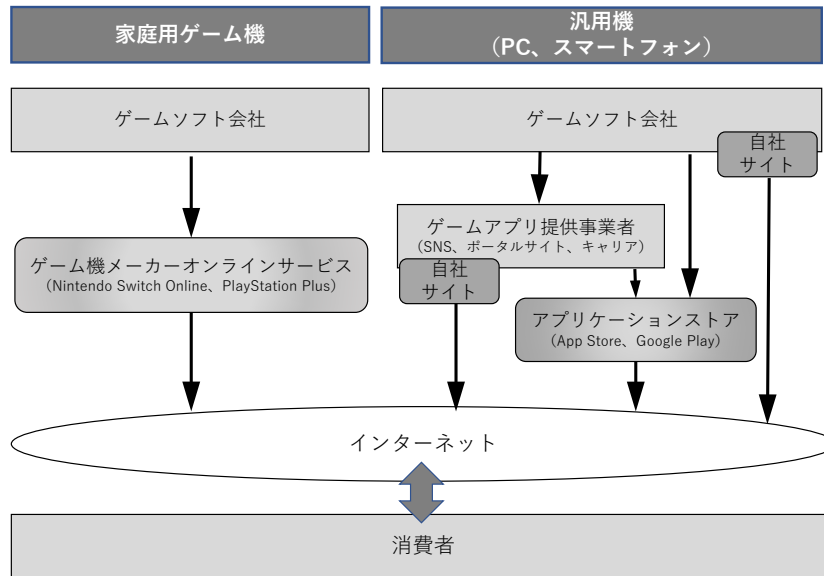 家庭用ゲーム機
汎用機
（PC、スマートフォン）
ゲームソフト会社
ゲームソフト会社
自社
サイト
ゲームアプリ提供事業者
（SNS、ポータルサイト、キャリア）
自社
サイト
ゲーム機メーカーオンラインサービス
（Nintendo Switch Online、PlayStation Plus）
アプリケーションストア
（App Store、Google Play）
インターネット
消費者